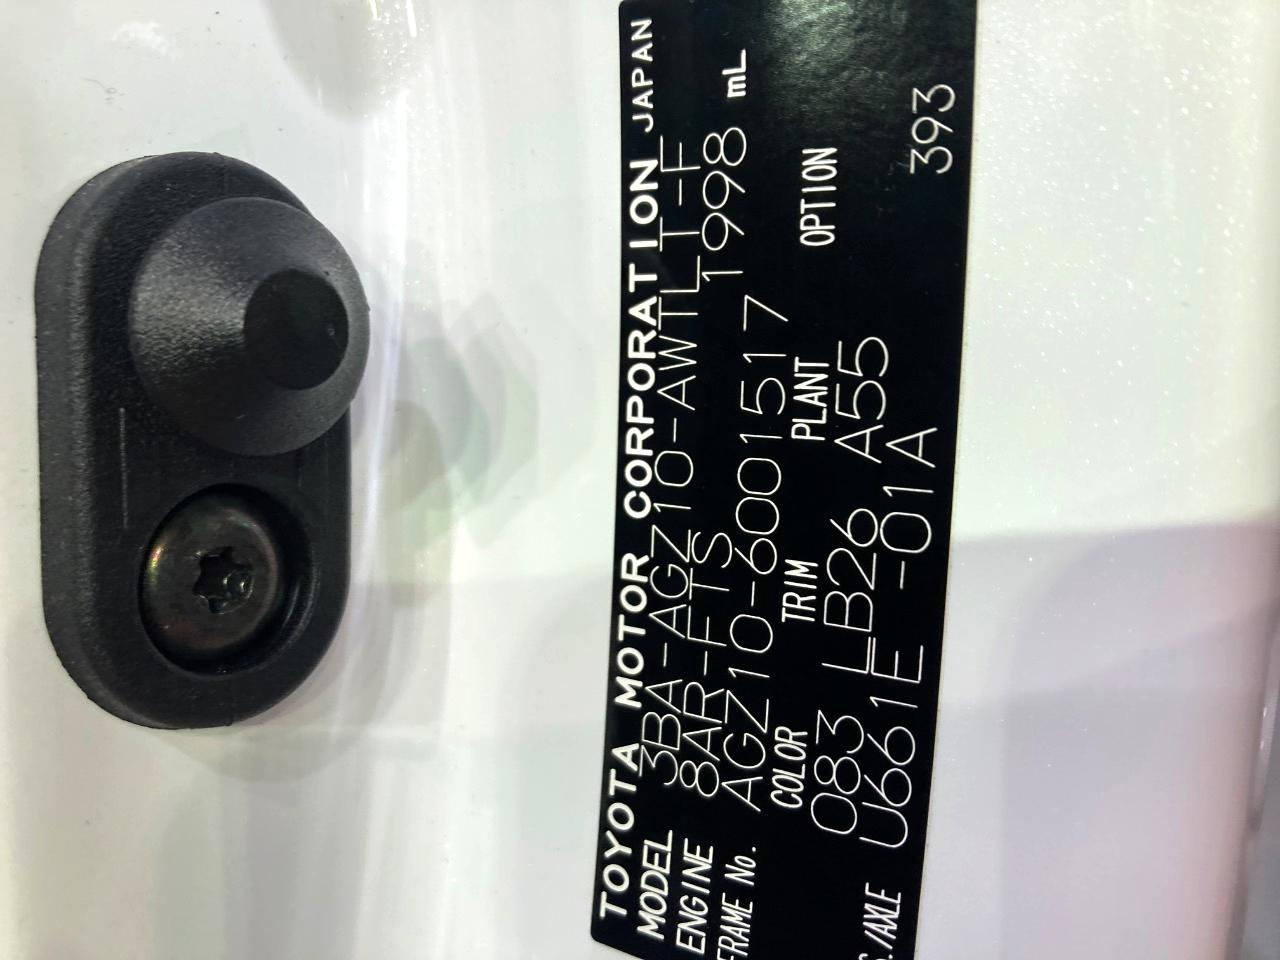 TOYOTA MOTOR CORPORATION JAPAN
MODEL 3BA-AGZ10-AWTLT-F
ENGINE 8AR-FTS 1998 mL
FRAME No. AGZ10-6001517
COLOR TRIM PLANT OPTION
083 LB26 A55
S./AXLE U661E -01A 393